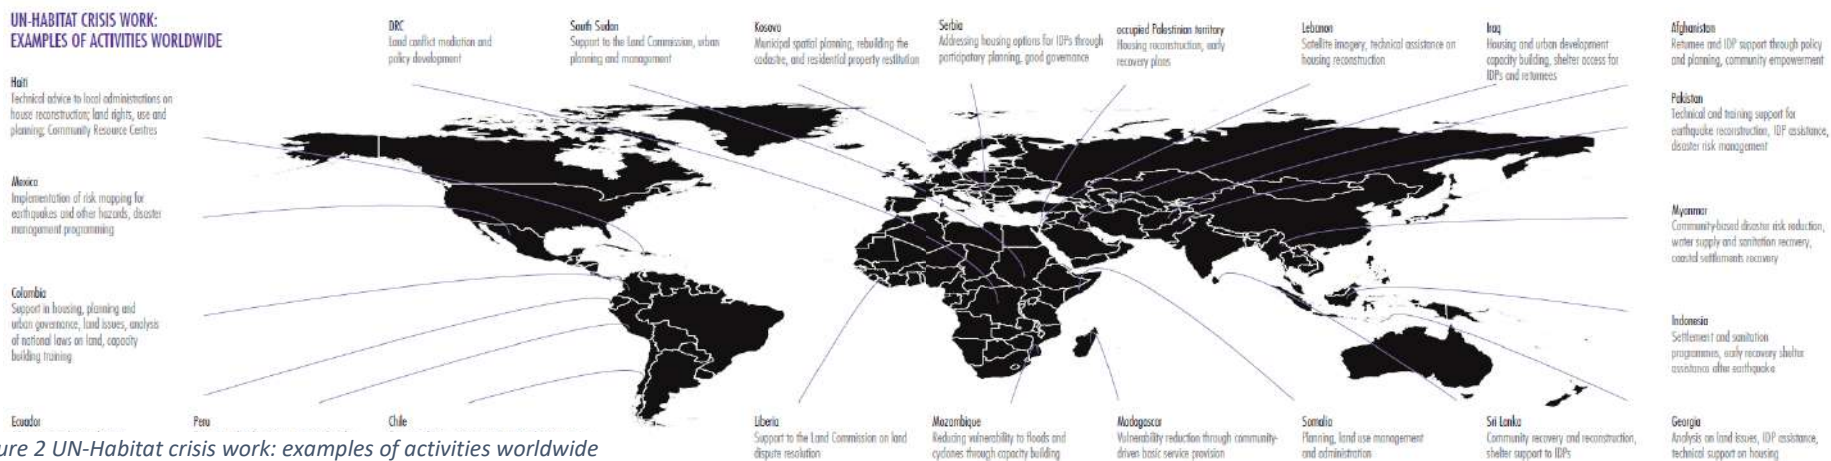 UN-HABITAT CRISIS WORK:
EXAMPLES OF ACTIVITIES WORLDWIDE
Haiti
Technical advice to local administrations on
house reconstruction; land rights, use and
planning; Community Resource Centres
Mexico
Implementation of risk mapping for
earthquakes and other hazards, disaster
management programming
Colombia
Support in housing, planning and
urban governance, land issues, analysis
of national laws on land, capacity
building training
Ecuador
Peru
Chile
DRC
Land conflict mediation and
policy development
South Sudan
Support to the Land Commission, urban
planning and management
Kosovo
Municipal spatial planning, rebuilding the
cadastre, and residential property restitution
Serbia
Addressing housing options for IDPs through
participatory planning, good governance
occupied Palestinian territory
Housing reconstruction, early
recovery plans
Lebanon
Satellite imagery, technical assistance on
housing reconstruction
Iraq
Housing and urban development
capacity building, shelter access for
IDPs and returnees
Afghanistan
Returnee and IDP support through policy
and planning, community empowerment
Pakistan
Technical and training support for
earthquake reconstruction, IDP assistance,
disaster risk management
Myanmar
Community-based disaster risk reduction,
water supply and sanitation recovery,
coastal settlements recovery
Indonesia
Settlement and sanitation
programmes, early recovery shelter
assistance after earthquake
Liberia
Support to the Land Commission on land
dispute resolution
Mozambique
Reducing vulnerability to floods and
cyclones through capacity building
Madagascar
Vulnerability reduction through community-
driven basic service provision
Somalia
Planning, land use management
and administration
Sri Lanka
Community recovery and reconstruction,
shelter support to IDPs
Georgia
Analysis on land issues, IDP assistance,
technical support on housing
ure 2 UN-Habitat crisis work: examples of activities worldwide